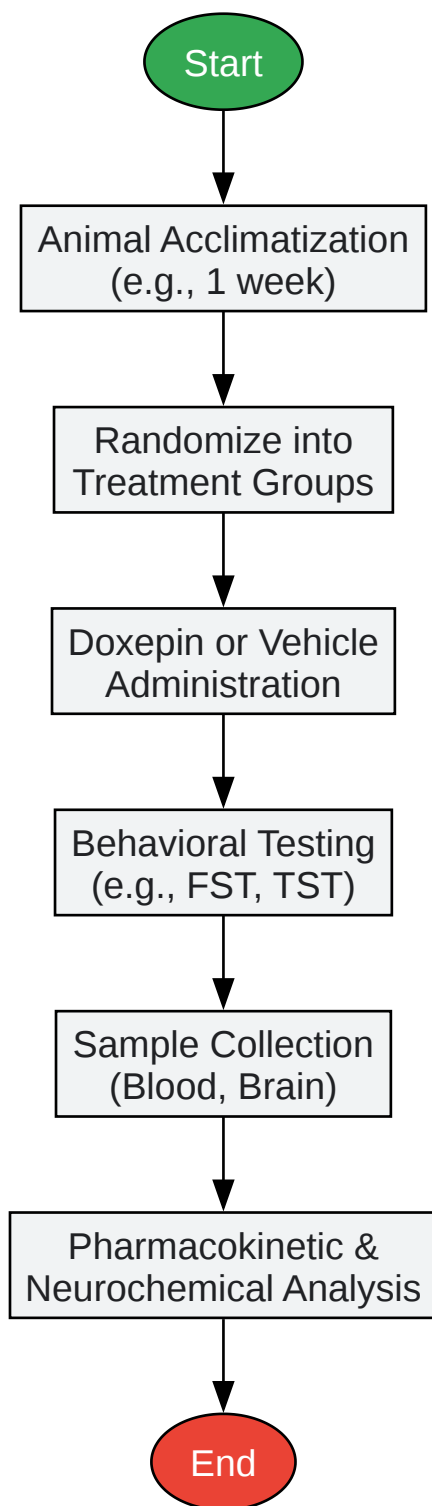 Start
Animal Acclimatization
(e.g., 1 week)
Randomize into
Treatment Groups
Doxepin or Vehicle
Administration
Behavioral Testing
(e.g., FST, TST)
Sample Collection
(Blood, Brain)
Pharmacokinetic &
Neurochemical Analysis
End